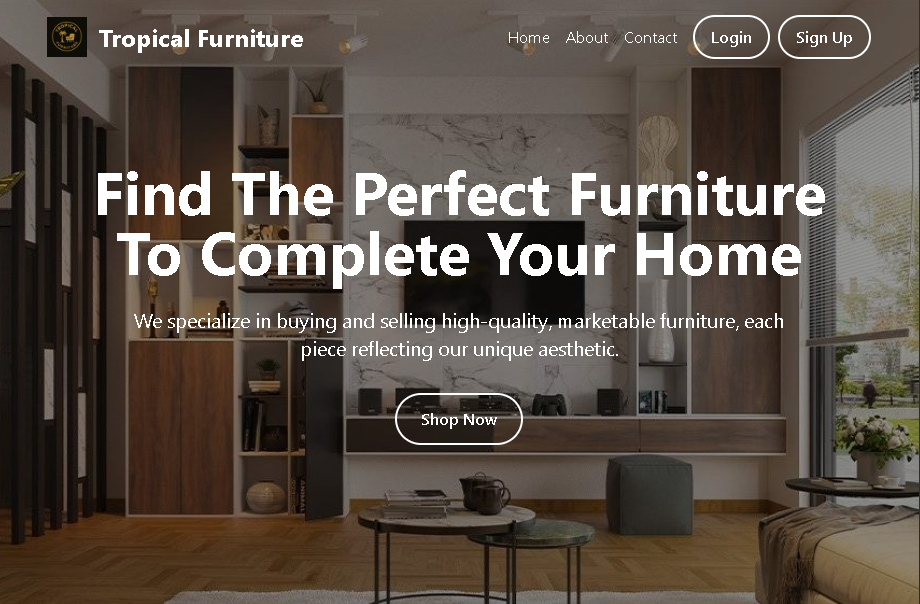 Tropical Furniture
Home About Contact Login Sign Up
Find The Perfect Furniture
To Complete Your Home
We specialize in buying and selling high-quality, marketable furniture, each
piece reflecting our unique aesthetic.
Shop Now